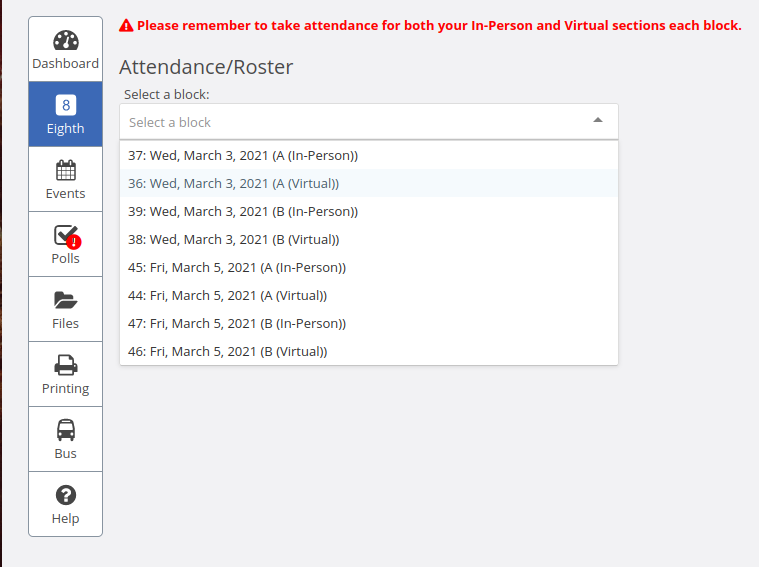 Please remember to take attendance for both your In-Person and Virtual sections each block.
Dashboard
8
Eighth
Events
Polls
Files
Printing
Bus
Help
Attendance/Roster
Select a block:
Select a block
37: Wed, March 3, 2021 (A (In-Person))
36: Wed, March 3, 2021 (A (Virtual))
39: Wed, March 3, 2021 (B (In-Person))
38: Wed, March 3, 2021 (B (Virtual))
45: Fri, March 5, 2021 (A (In-Person))
44: Fri, March 5, 2021 (A (Virtual))
47: Fri, March 5, 2021 (B (In-Person))
46: Fri, March 5, 2021 (B (Virtual))